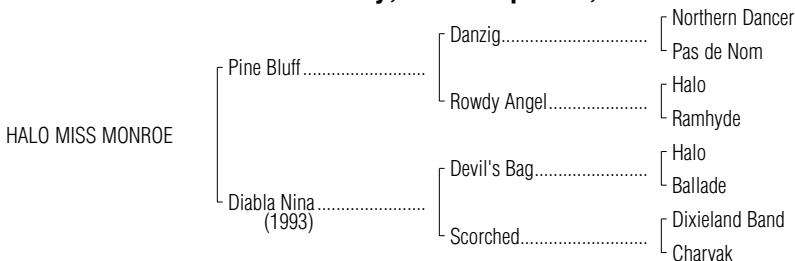 Northern Dancer
Danzig
Pas de Nom
Pine Bluff
Halo
Rowdy Angel
Ramhyde
HALO MISS MONROE
Halo
Devil's Bag
Ballade
Diabla Nina
(1993)
Dixieland Band
Scorched
Charvak